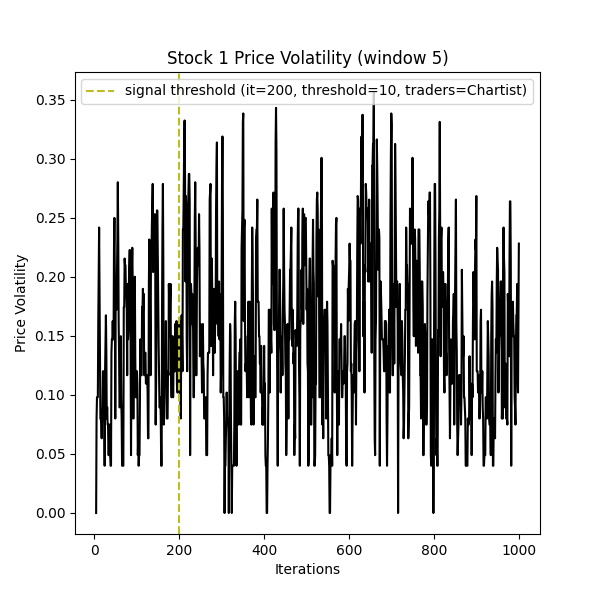 Stock 1 Price Volatility (window 5)
signal threshold (it=200, threshold=10, traders=Chartist)
Price Volatility
0.35
0.30
0.25
0.20
0.15
0.10
0.05
0.00
0 200 400 600 800 1000
Iterations